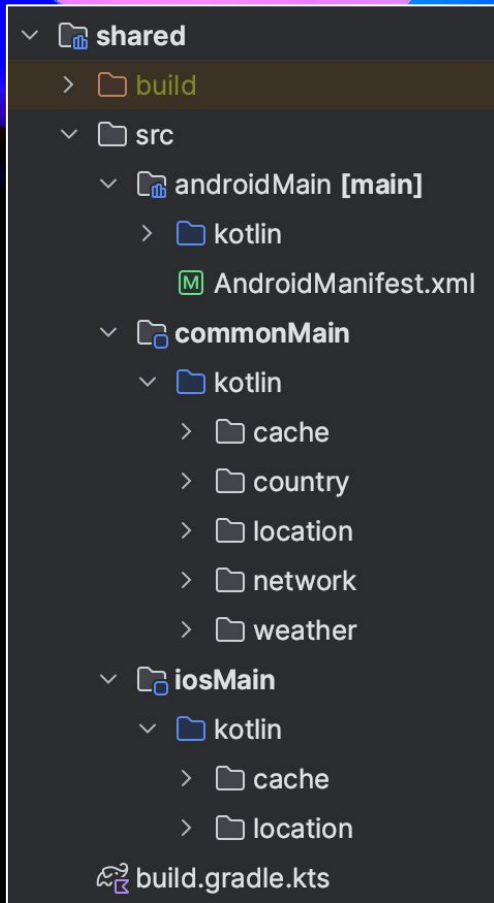 shared
build
src
androidMain [main]
kotlin
AndroidManifest.xml
commonMain
kotlin
cache
country
location
network
weather
iosMain
kotlin
cache
location
build.gradle.kts